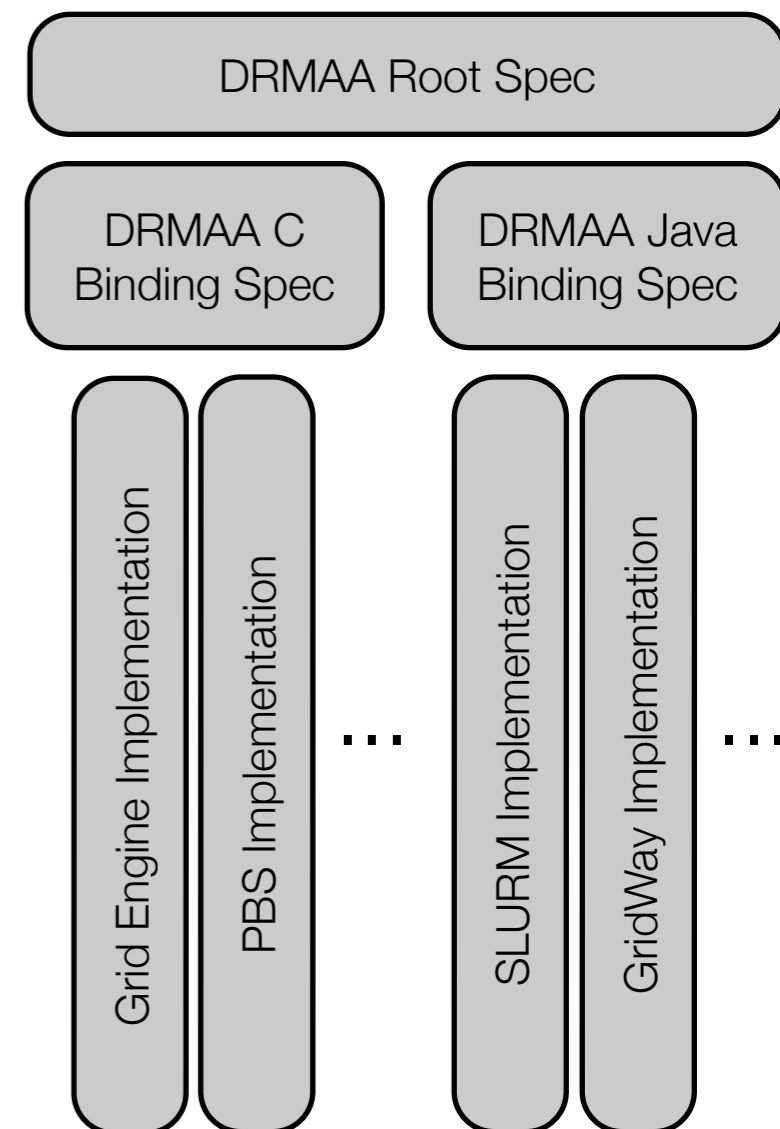 DRMAA Root Spec
DRMAA C
Binding Spec
DRMAA Java
Binding Spec
Grid Engine Implementation
PBS Implementation
...
SLURM Implementation
GridWay Implementation
...